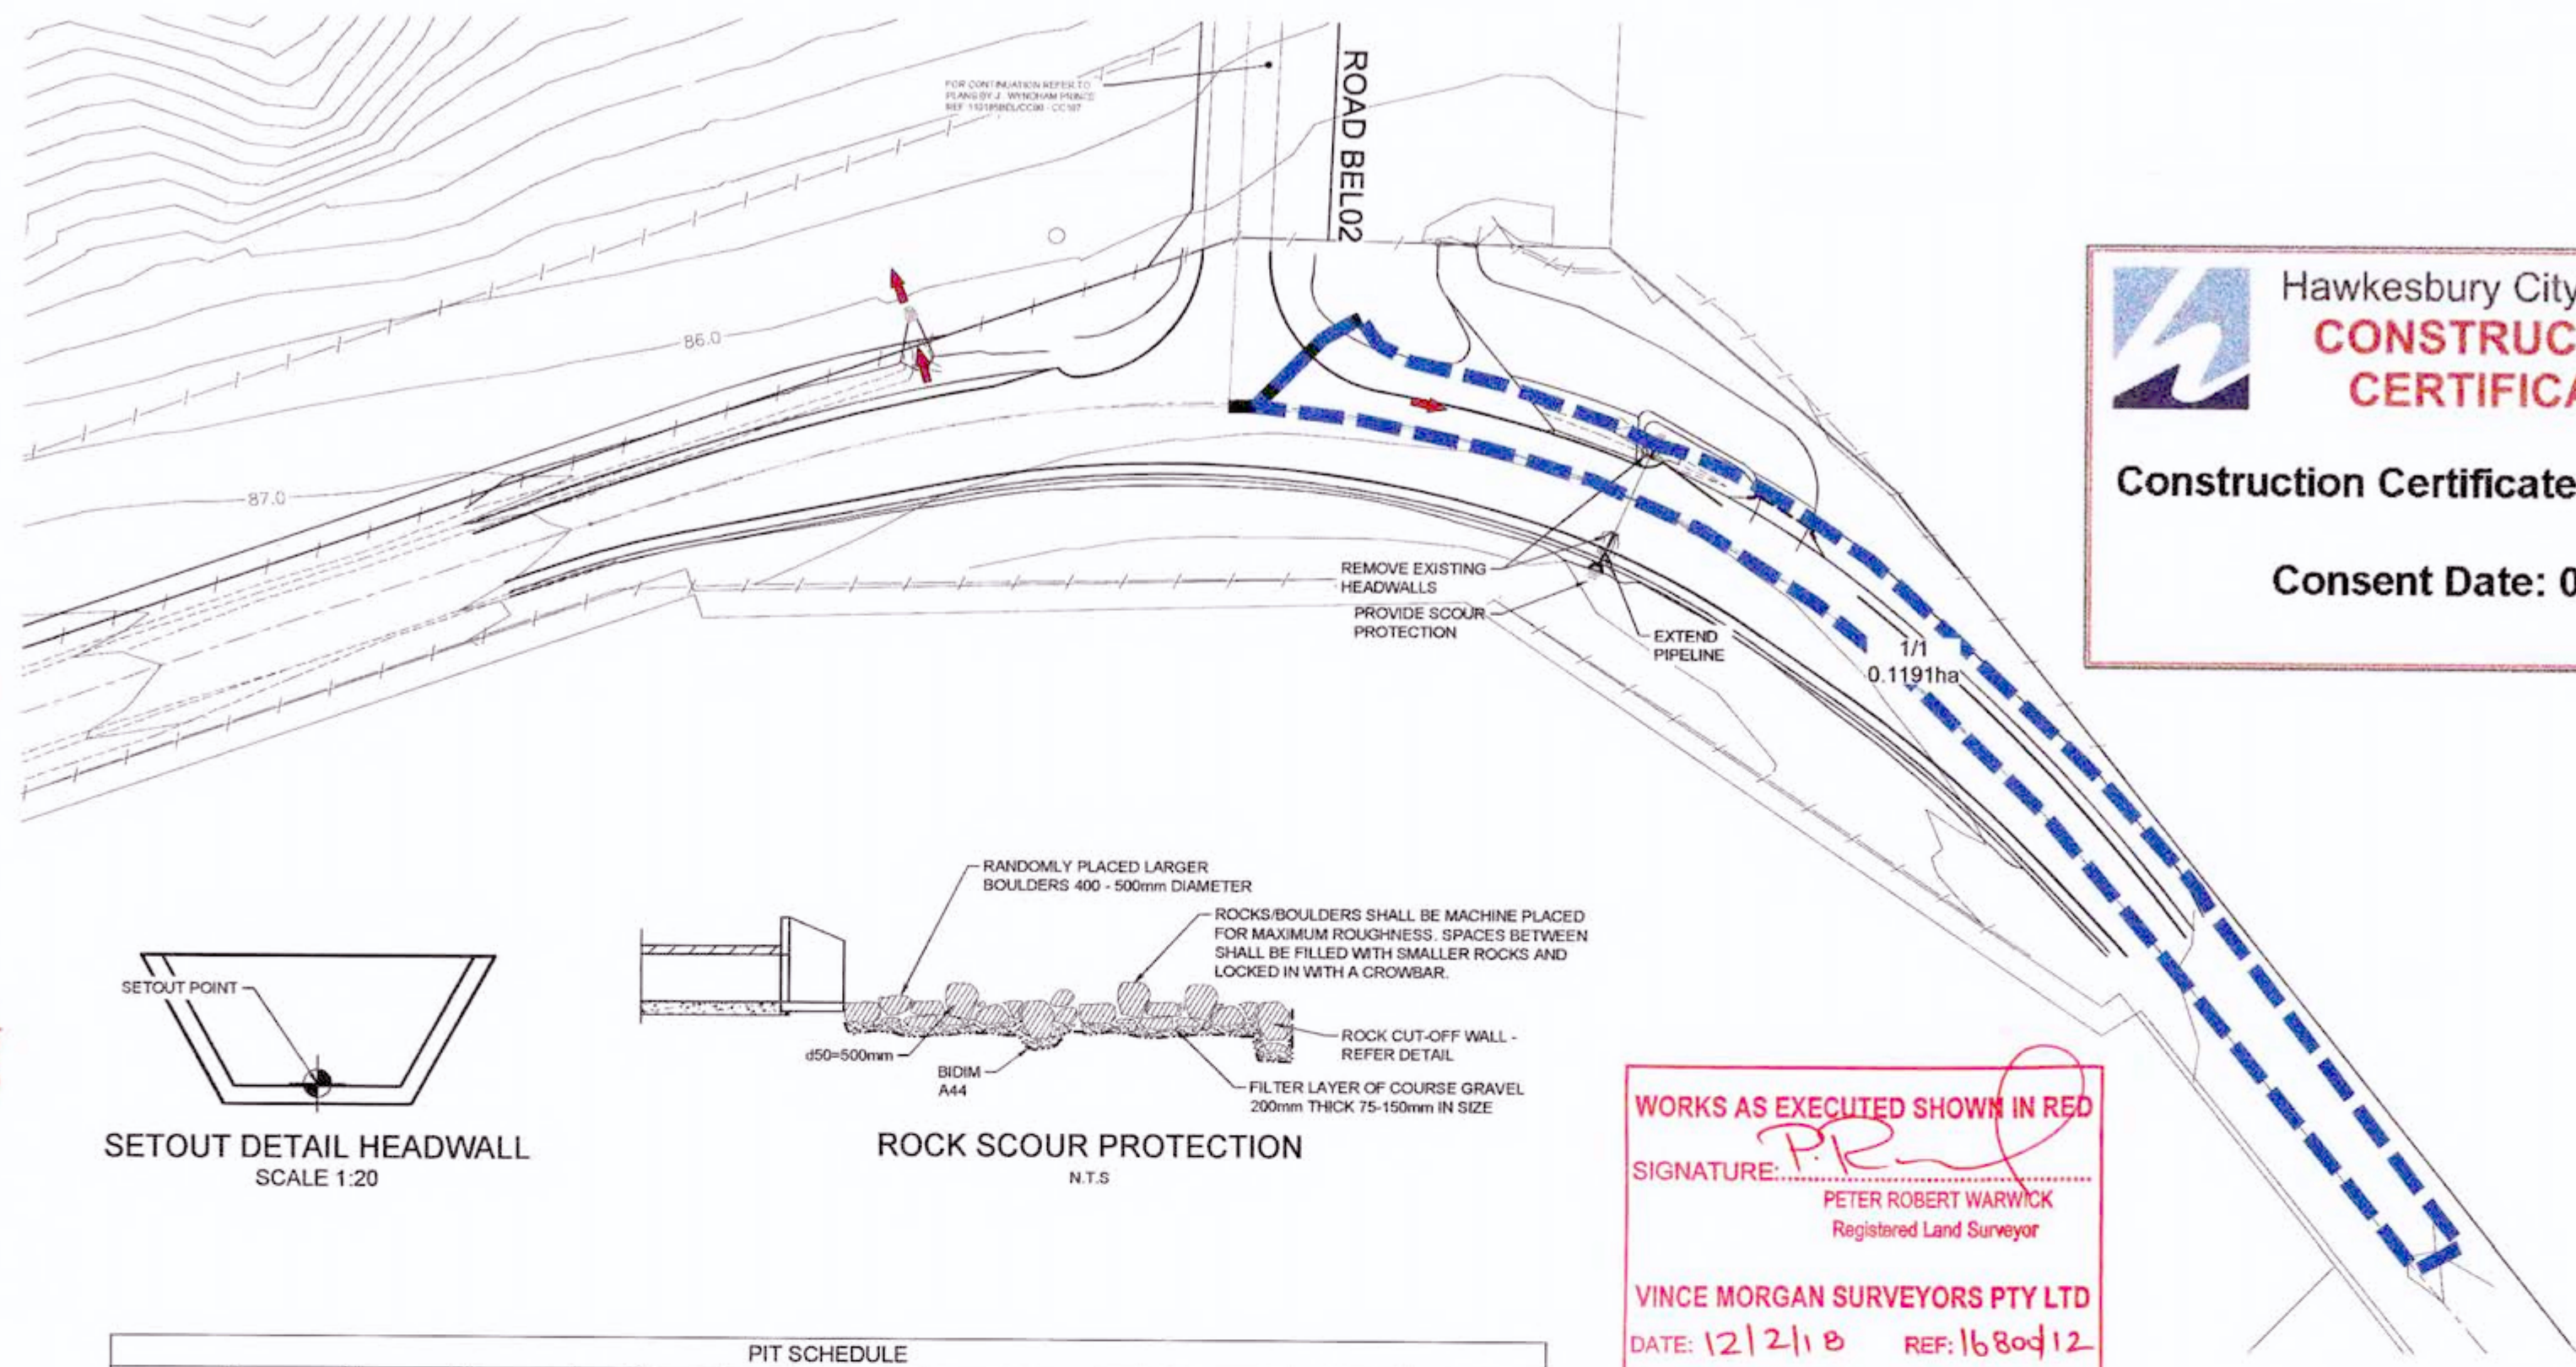 FOR CONTINUATION REFER TO
PLANS BY J. WYNDHAM PRINCE
ROAD BEL02
86.0
87.0
Hawkesbury City
CONSTRUC
CERTIFICA
Construction Certificate
Consent Date: 0
REMOVE EXISTING
HEADWALLS
PROVIDE SCOUR
PROTECTION
EXTEND
PIPELINE
1/1
0.1191ha
SETOUT POINT
SETOUT DETAIL HEADWALL
SCALE 1:20
RANDOMLY PLACED LARGER
BOULDERS 400 - 500mm DIAMETER
ROCKS/BOULDERS SHALL BE MACHINE PLACED
FOR MAXIMUM ROUGHNESS. SPACES BETWEEN
SHALL BE FILLED WITH SMALLER ROCKS AND
LOCKED IN WITH A CROWBAR.
d50=500mm
BIDIM
A44
ROCK CUT-OFF WALL -
REFER DETAIL
FILTER LAYER OF COURSE GRAVEL
200mm THICK 75-150mm IN SIZE
ROCK SCOUR PROTECTION
N.T.S
WORKS AS EXECUTED SHOWN IN RED
SIGNATURE:
PETER ROBERT WARWICK
Registered Land Surveyor
VINCE MORGAN SURVEYORS PTY LTD
DATE: 12/2/18 REF:
PIT SCHEDULE